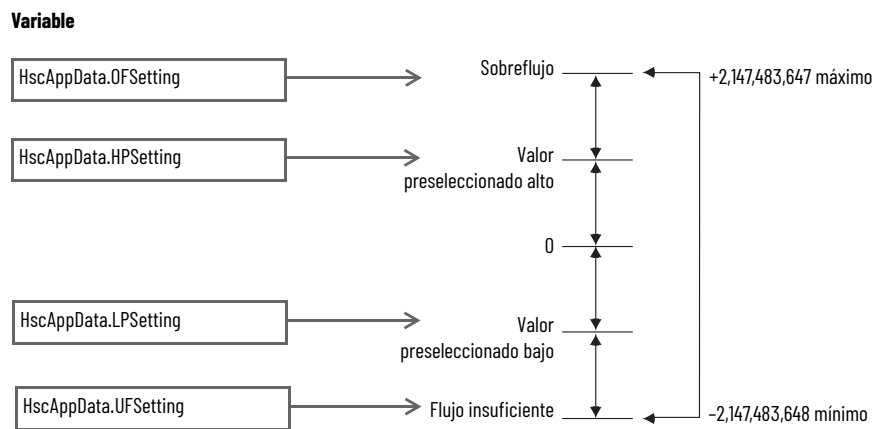 Variable
HscAppData.OFSetting
Sobreflujo
+2,147,483,647 máximo
HscAppData.HPSetting
Valor
preseleccionado alto
0
HscAppData.LPSetting
Valor
preseleccionado bajo
HscAppData.UFSetting
Flujo insuficiente
−2,147,483,648 mínimo